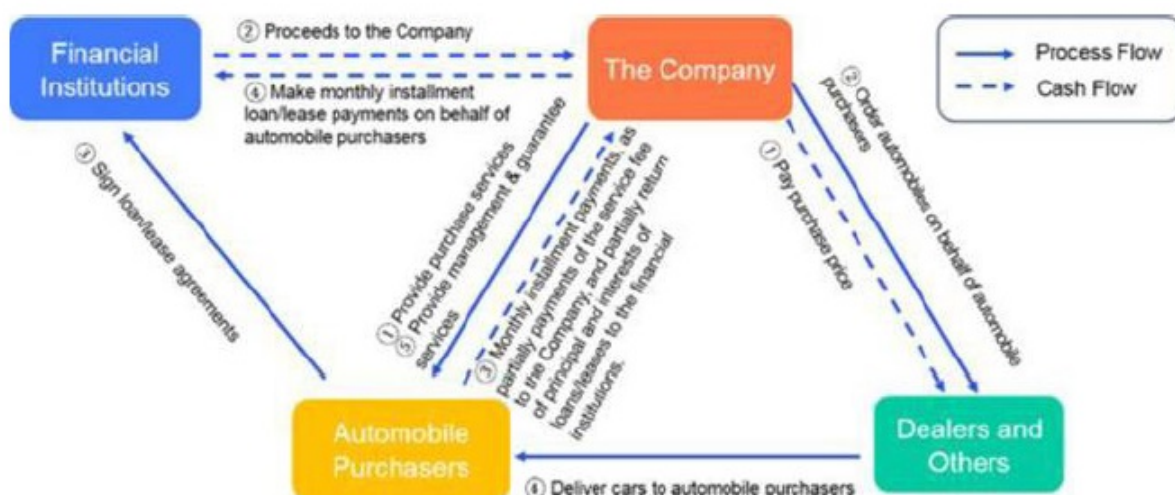 Financial
Institutions
② Proceeds to the Company
④ Make monthly installment
loan/lease payments on behalf of
automobile purchasers
The Company
Process Flow
Cash Flow
③ Sign loan/lease agreements
① Provide purchase services
⑤ Provide management & guarantee
services
③ Monthly installment payments, as
partially payments of the service fee
to the Company, and partially return
of principal and interests of
loans/leases to the financial
institutions.
① Pay purchase price
② Order automobiles on behalf of automobile
purchasers
Automobile
Purchasers
Dealers and
Others
④ Deliver cars to automobile purchasers